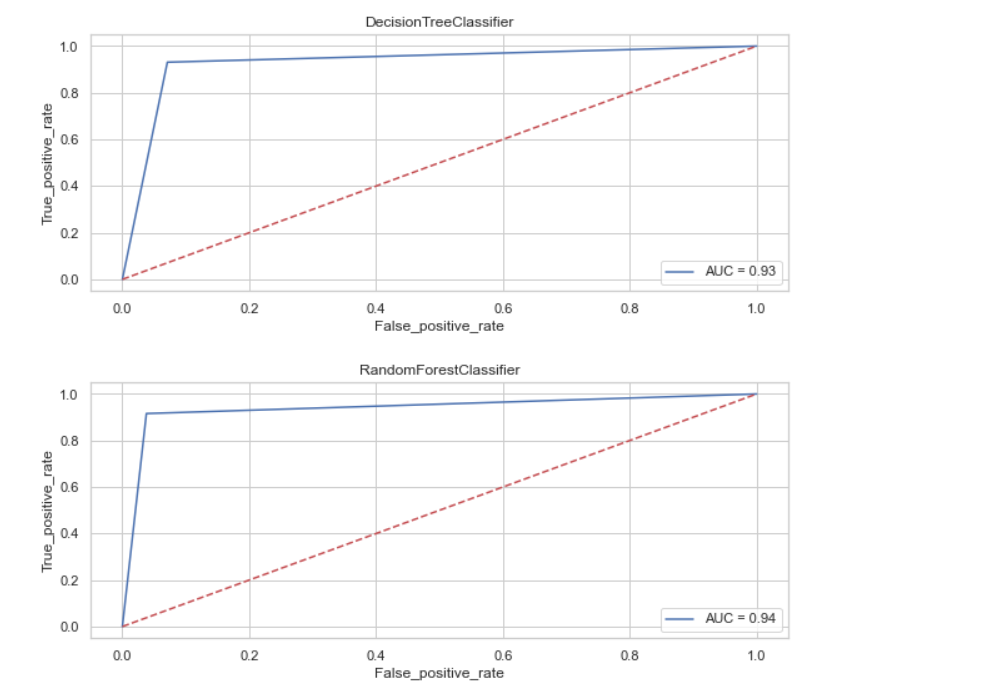 DecisionTreeClassifier
1.0
0.8
0.6
0.4
0.2
0.0
True_positive_rate
AUC = 0.93
0.0 0.2 0.4 0.6 0.8 1.0
False_positive_rate
RandomForestClassifier
1.0
0.8
0.6
0.4
0.2
0.0
True_positive_rate
AUC = 0.94
0.0 0.2 0.4 0.6 0.8 1.0
False_positive_rate